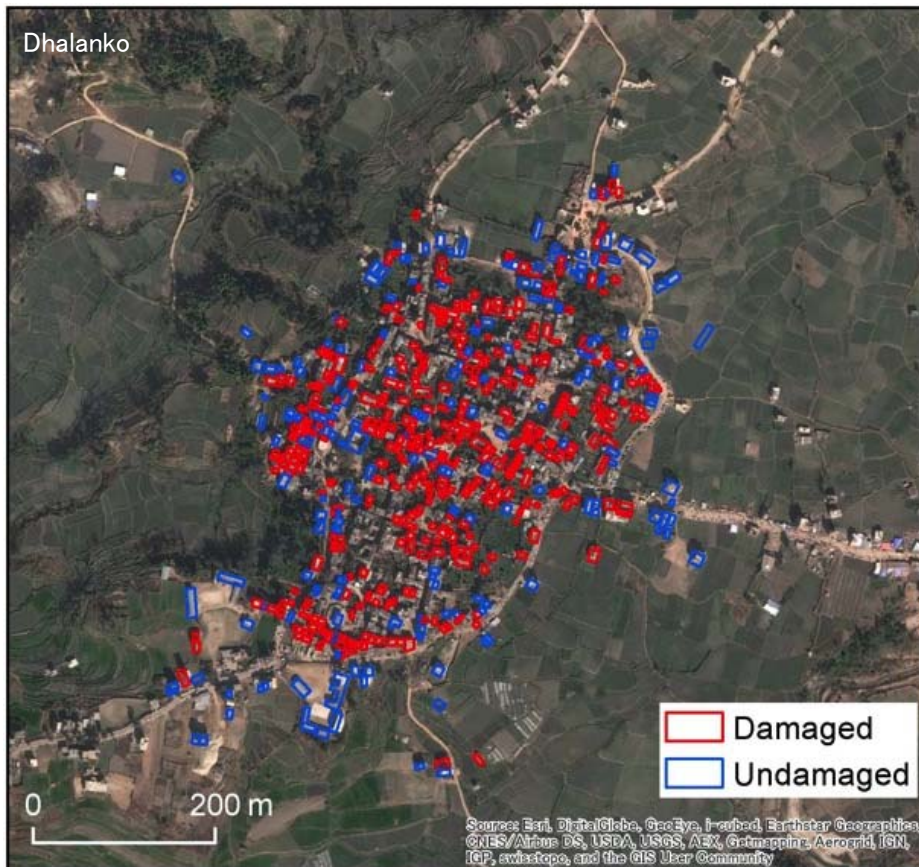 Dhalanko
Damaged
Undamaged
0 200 m
Source: Esri, DigitalGlobe, GeoEye, i-cubed, Earthstar Geographics,
CNES/Airbus DS, USDA, USGS, AEX, Getmapping, Aerogrid, IGN,
IGP, swisstopo, and the GIS User Community